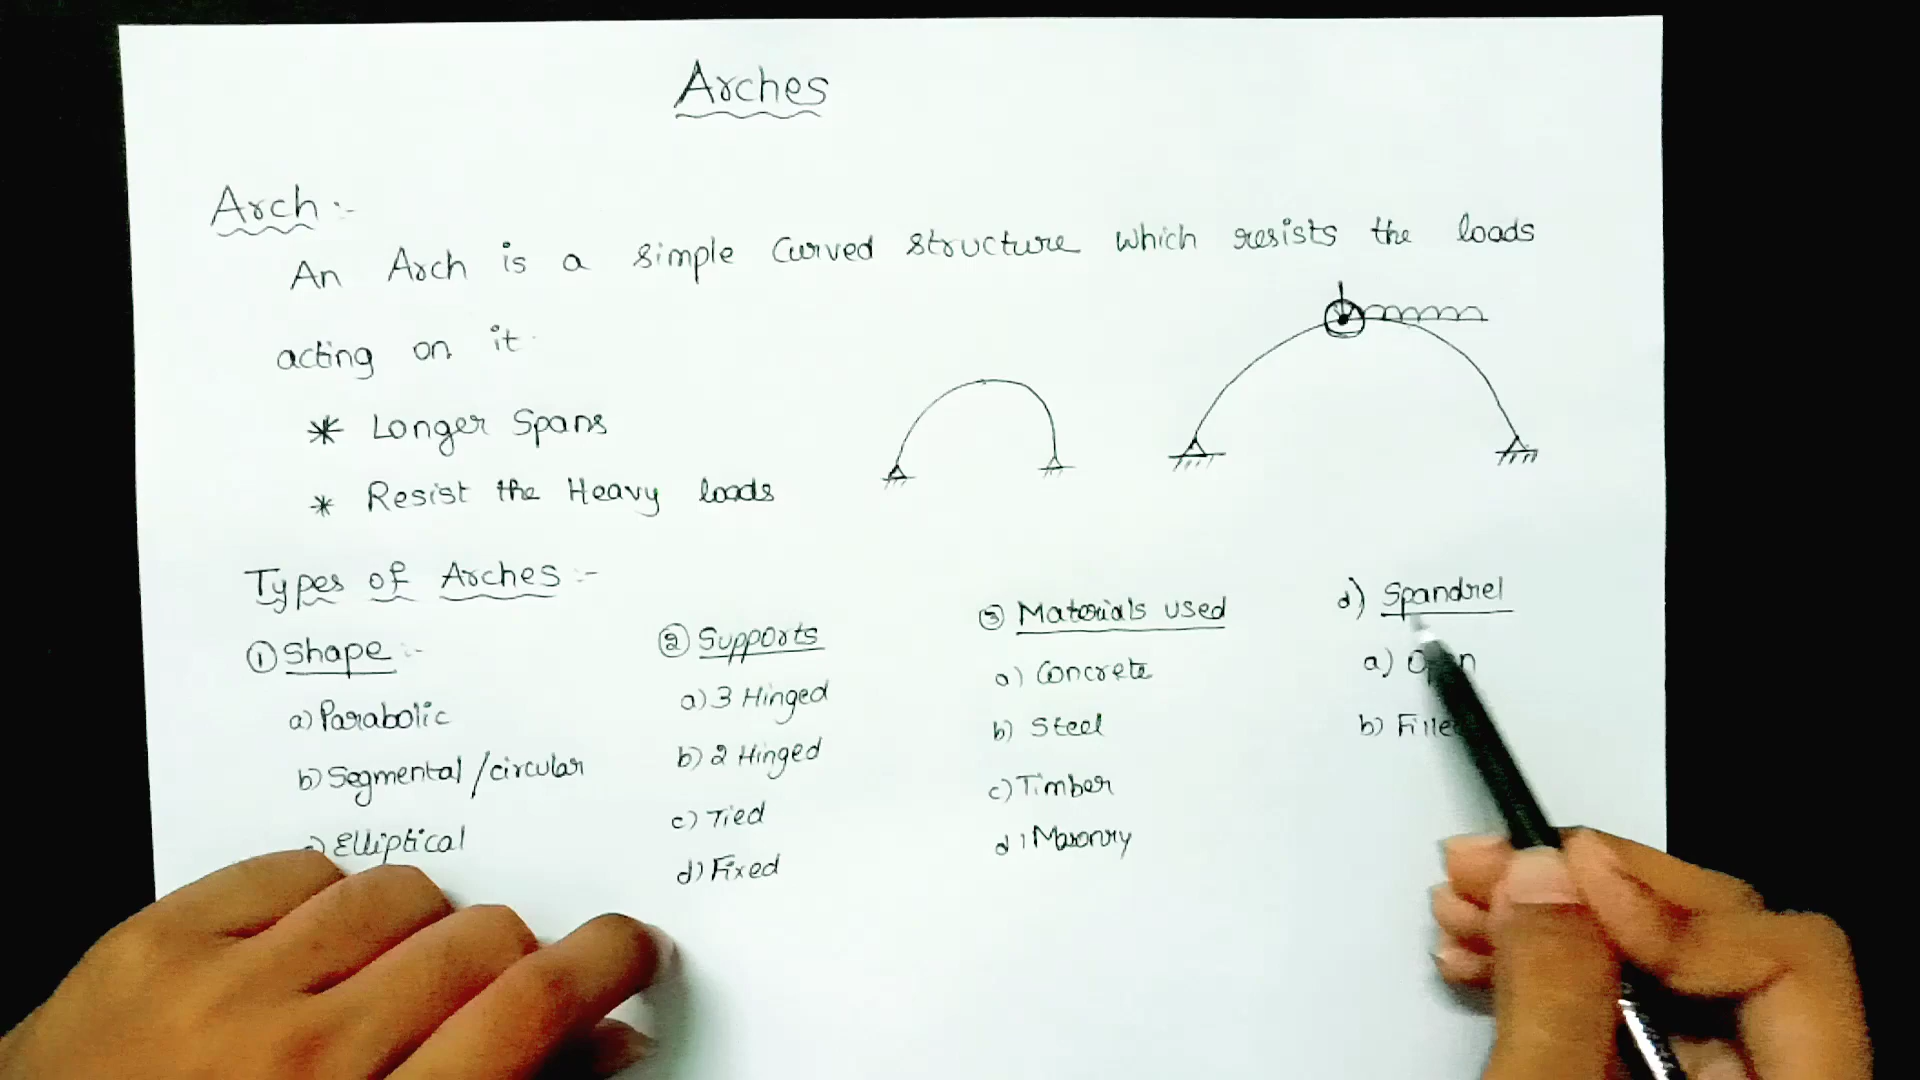 Arches
Arch :-
An Arch is a simple curved structure which resists the loads
acting on it.
* Longer Spans
* Resist the Heavy loads
Types of Arches :-
① Shape :-
a) Parabolic
b) Segmental / circular
Elliptical
② Supports
a) 3 Hinged
b) 2 Hinged
c) Tied
d) Fixed
③ Materials used
a) Concrete
b) Steel
c) Timber
d) Masonry
d) Spandrel
a)
b)